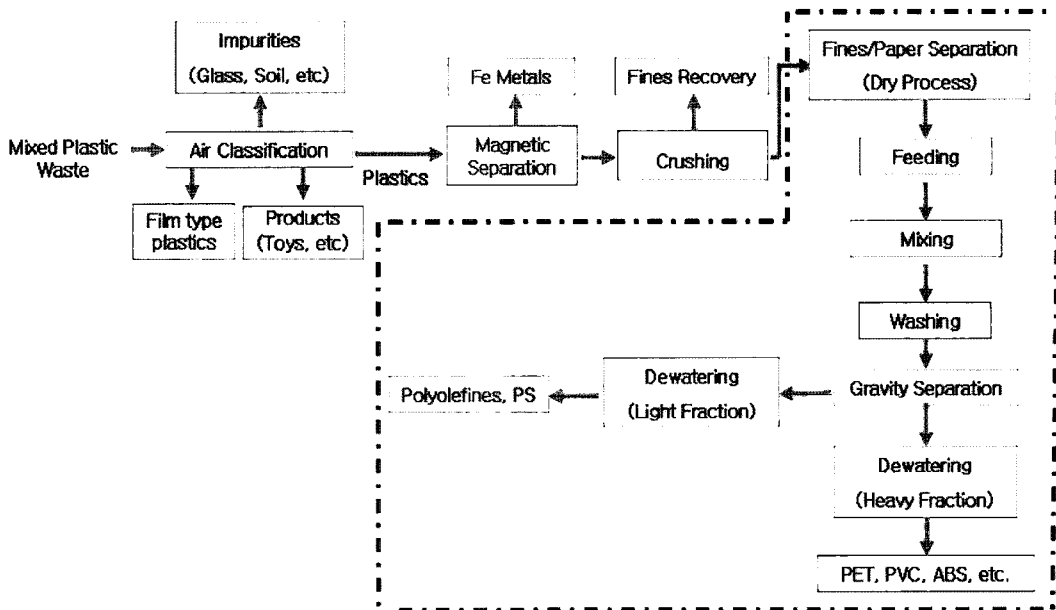 Impurities
(Glass, Soil, etc)
Fe Metals
Fines Recovery
Fines/Paper Separation
(Dry Process)
Mixed Plastic
Waste
Air Classification
Plastics
Magnetic
Separation
Crushing
Feeding
Film type
plastics
Products
(Toys, etc)
Mixing
Washing
Gravity Separation
Dewatering
(Light Fraction)
Polyolefines, PS
Dewatering
(Heavy Fraction)
PET, PVC, ABS, etc.